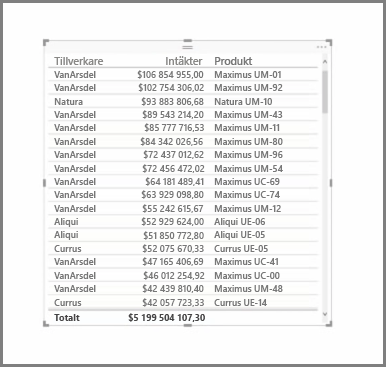 Tillverkare Intäkter Produkt
VanArsdel $106 854 955,00 Maximus UM-01
VanArsdel $102 754 306,02 Maximus UM-92
Natura $93 883 806,68 Natura UM-10
VanArsdel $89 543 214,20 Maximus UM-43
VanArsdel $85 777 716,53 Maximus UM-11
VanArsdel $84 342 026,56 Maximus UM-80
VanArsdel $72 437 012,62 Maximus UM-96
VanArsdel $72 456 472,02 Maximus UM-54
VanArsdel $64 181 489,41 Maximus UC-69
VanArsdel $63 929 098,80 Maximus UC-74
VanArsdel $55 242 615,67 Maximus UM-12
Aliqui $52 929 624,00 Aliqui UE-06
Aliqui $51 850 772,80 Aliqui UE-05
Currus $52 075 670,33 Currus UE-05
VanArsdel $47 165 406,69 Maximus UC-41
VanArsdel $46 012 254,92 Maximus UC-00
VanArsdel $42 439 810,40 Maximus UM-48
Currus $42 057 723,33 Currus UE-14
Totalt $5 199 504 107,30